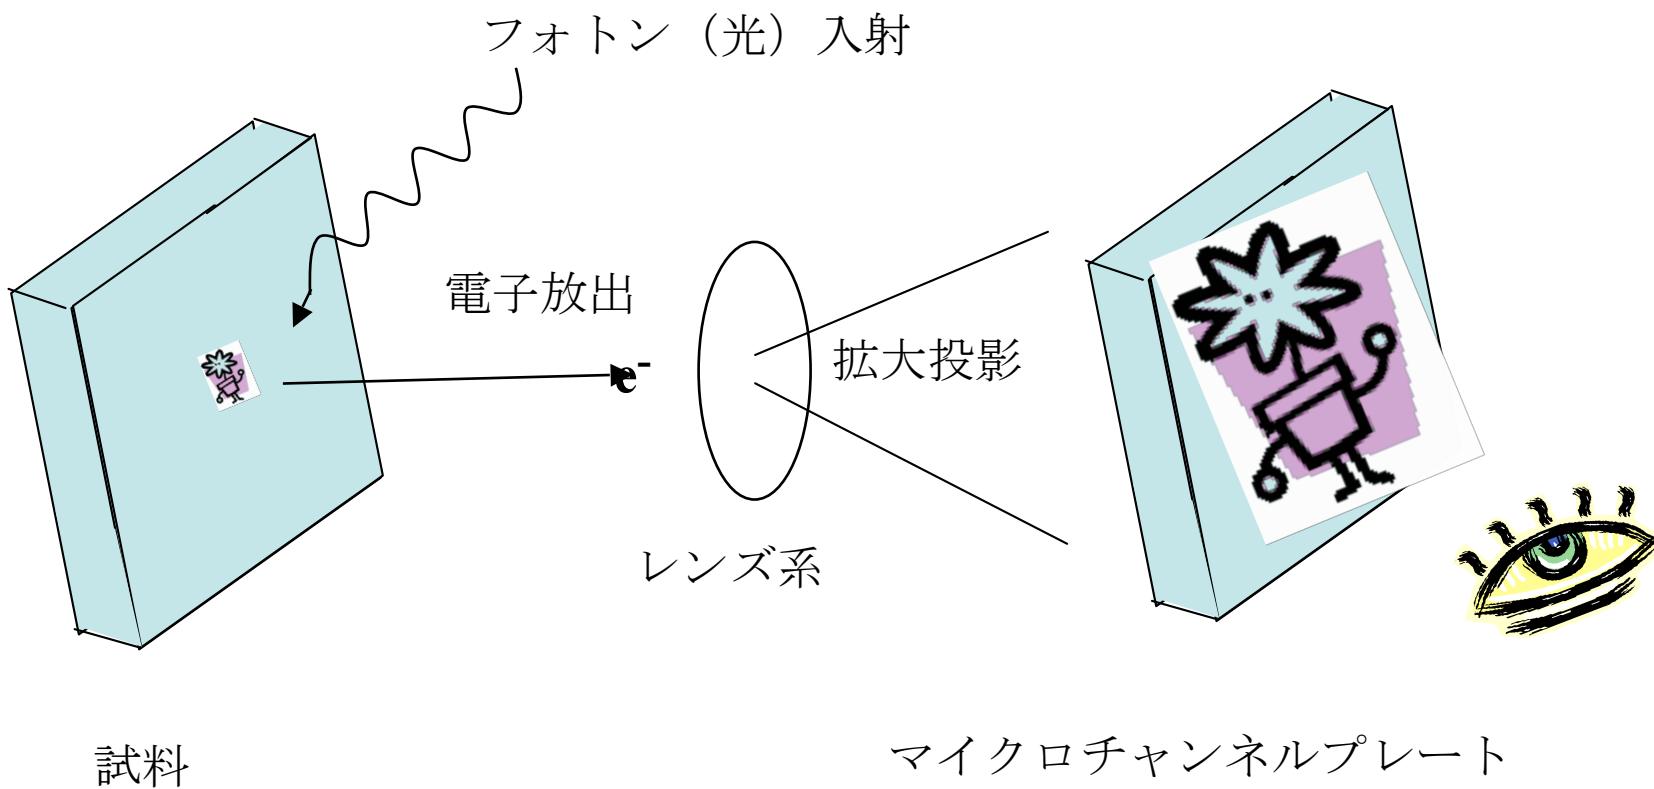 フォトン（光）入射
電子放出
e-
拡大投影
レンズ系
試料
マイクロチャンネルプレート